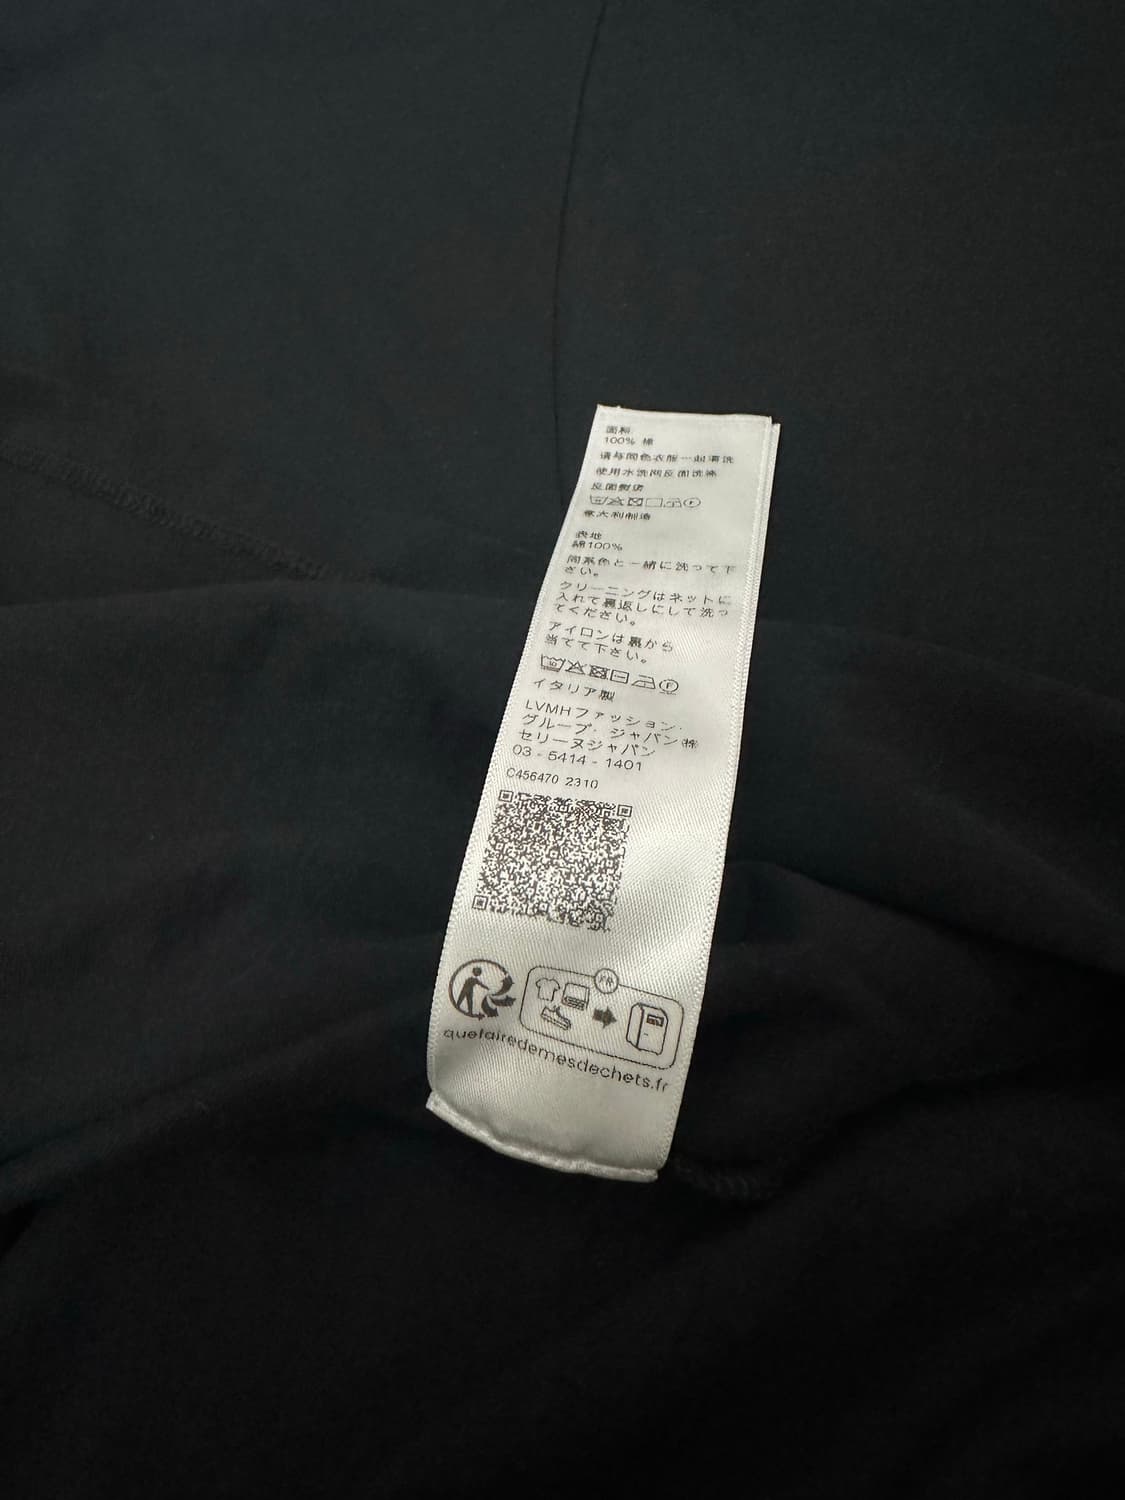 面料
100% 棉
请与同色衣服一起清洗
使用水洗网反面洗涤
反面熨烫
意大利制造
表地
綿100%
同系色と一緒に洗って下
さい。
クリーニングはネットに
入れて裏返しにして洗っ
てください。
アイロンは裏から
当てて下さい。
イタリア製
LVMHファッション.
グループ. ジャパン㈱
セリーヌジャパン
03 - 5414 - 1401
C456470 2310
FR
quefairedemesdechets.fr